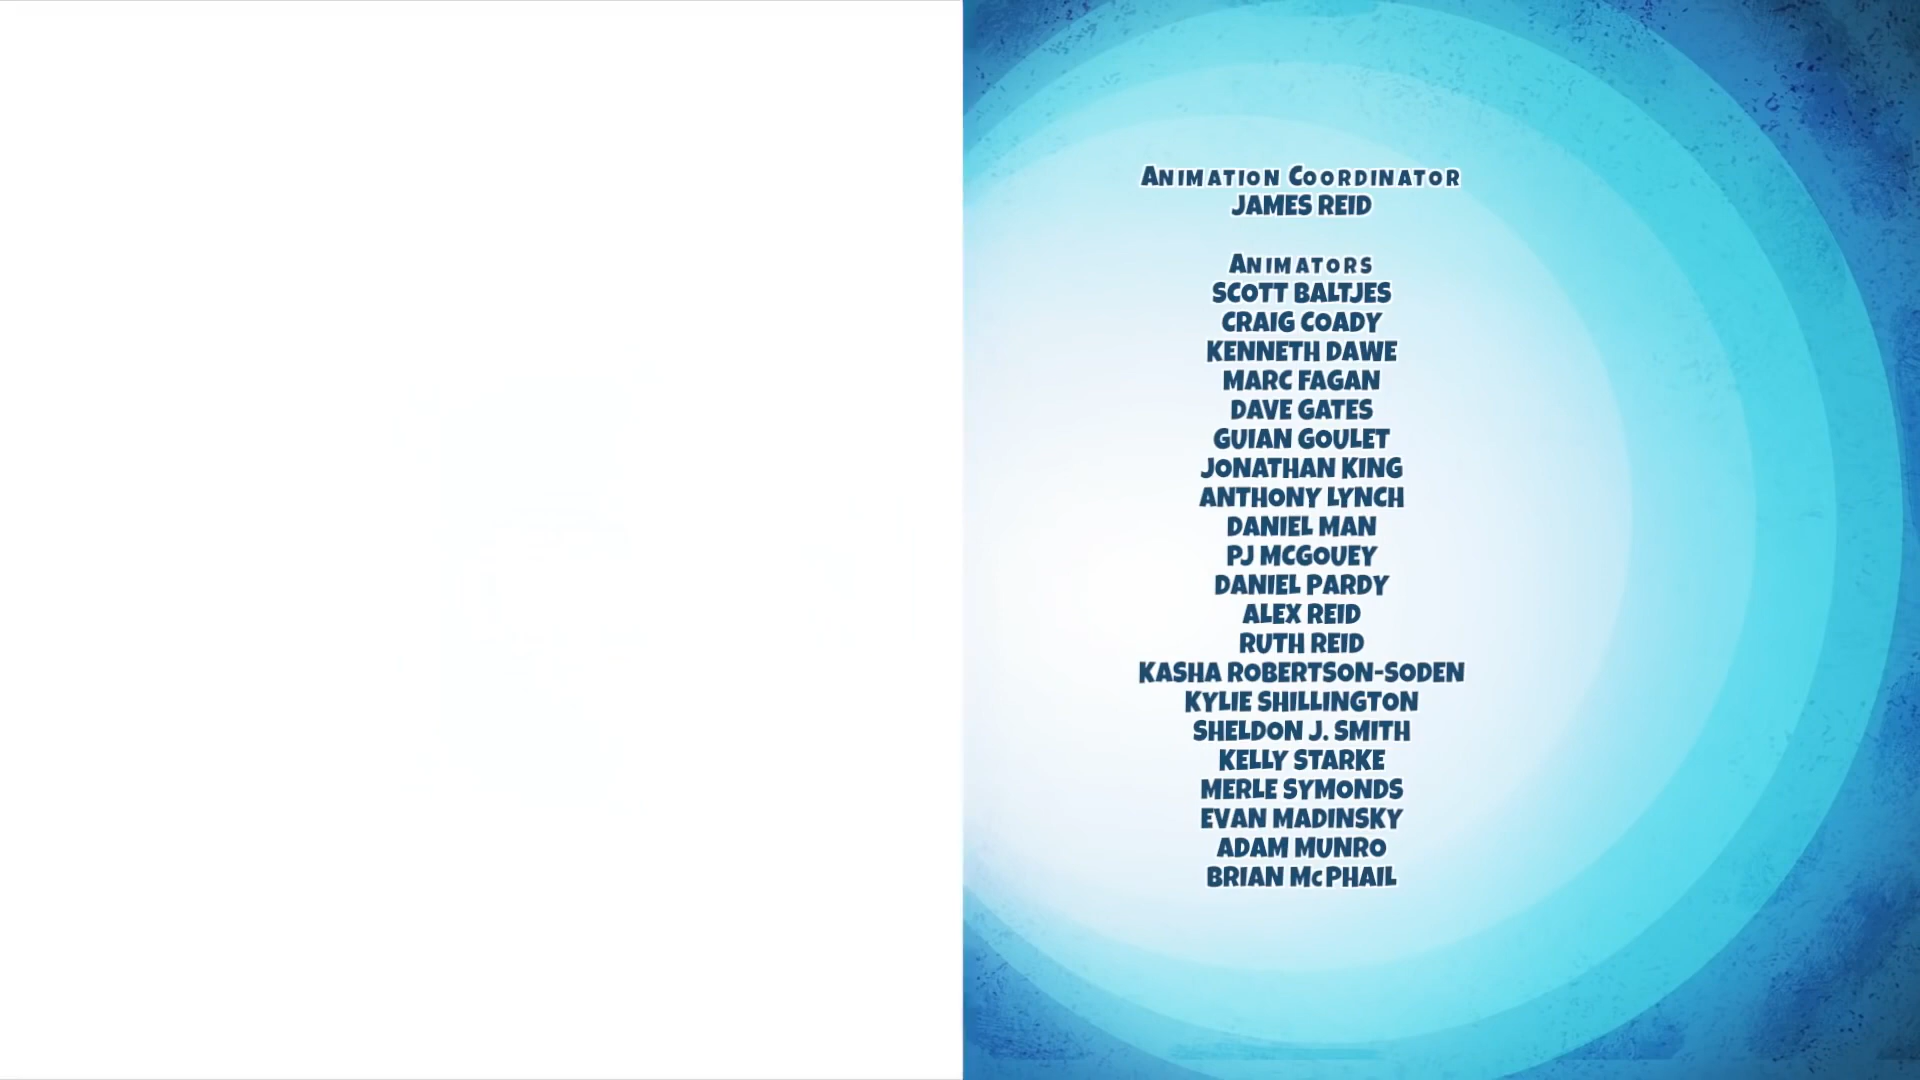 Animation Coordinator
JAMES REID
Animators
SCOTT BALTJES
CRAIG COADY
KENNETH DAWE
MARC FAGAN
DAVE GATES
GUIAN GOULET
JONATHAN KING
ANTHONY LYNCH
DANIEL MAN
PJ MCGOUEY
DANIEL PARDY
ALEX REID
RUTH REID
KASHA ROBERTSON-SODEN
KYLIE SHILLINGTON
SHELDON J. SMITH
KELLY STARKE
MERLE SYMONDS
EVAN MADINSKY
ADAM MUNRO
BRIAN McPHAIL